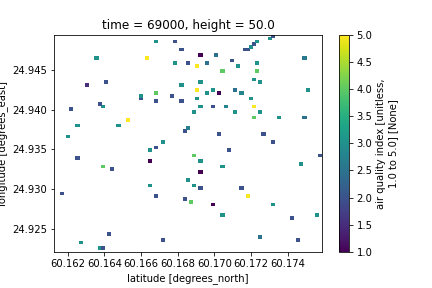 time = 69000, height = 50.0
24.945
24.940
24.935
24.930
24.925
60.162 60.164 60.166 60.168 60.170 60.172 60.174
latitude [degrees_north]
[degrees_east]
5.0
4.5
4.0
3.5
3.0
2.5
2.0
1.5
1.0
air quality index [unitless,
1.0 to 5.0] [None]